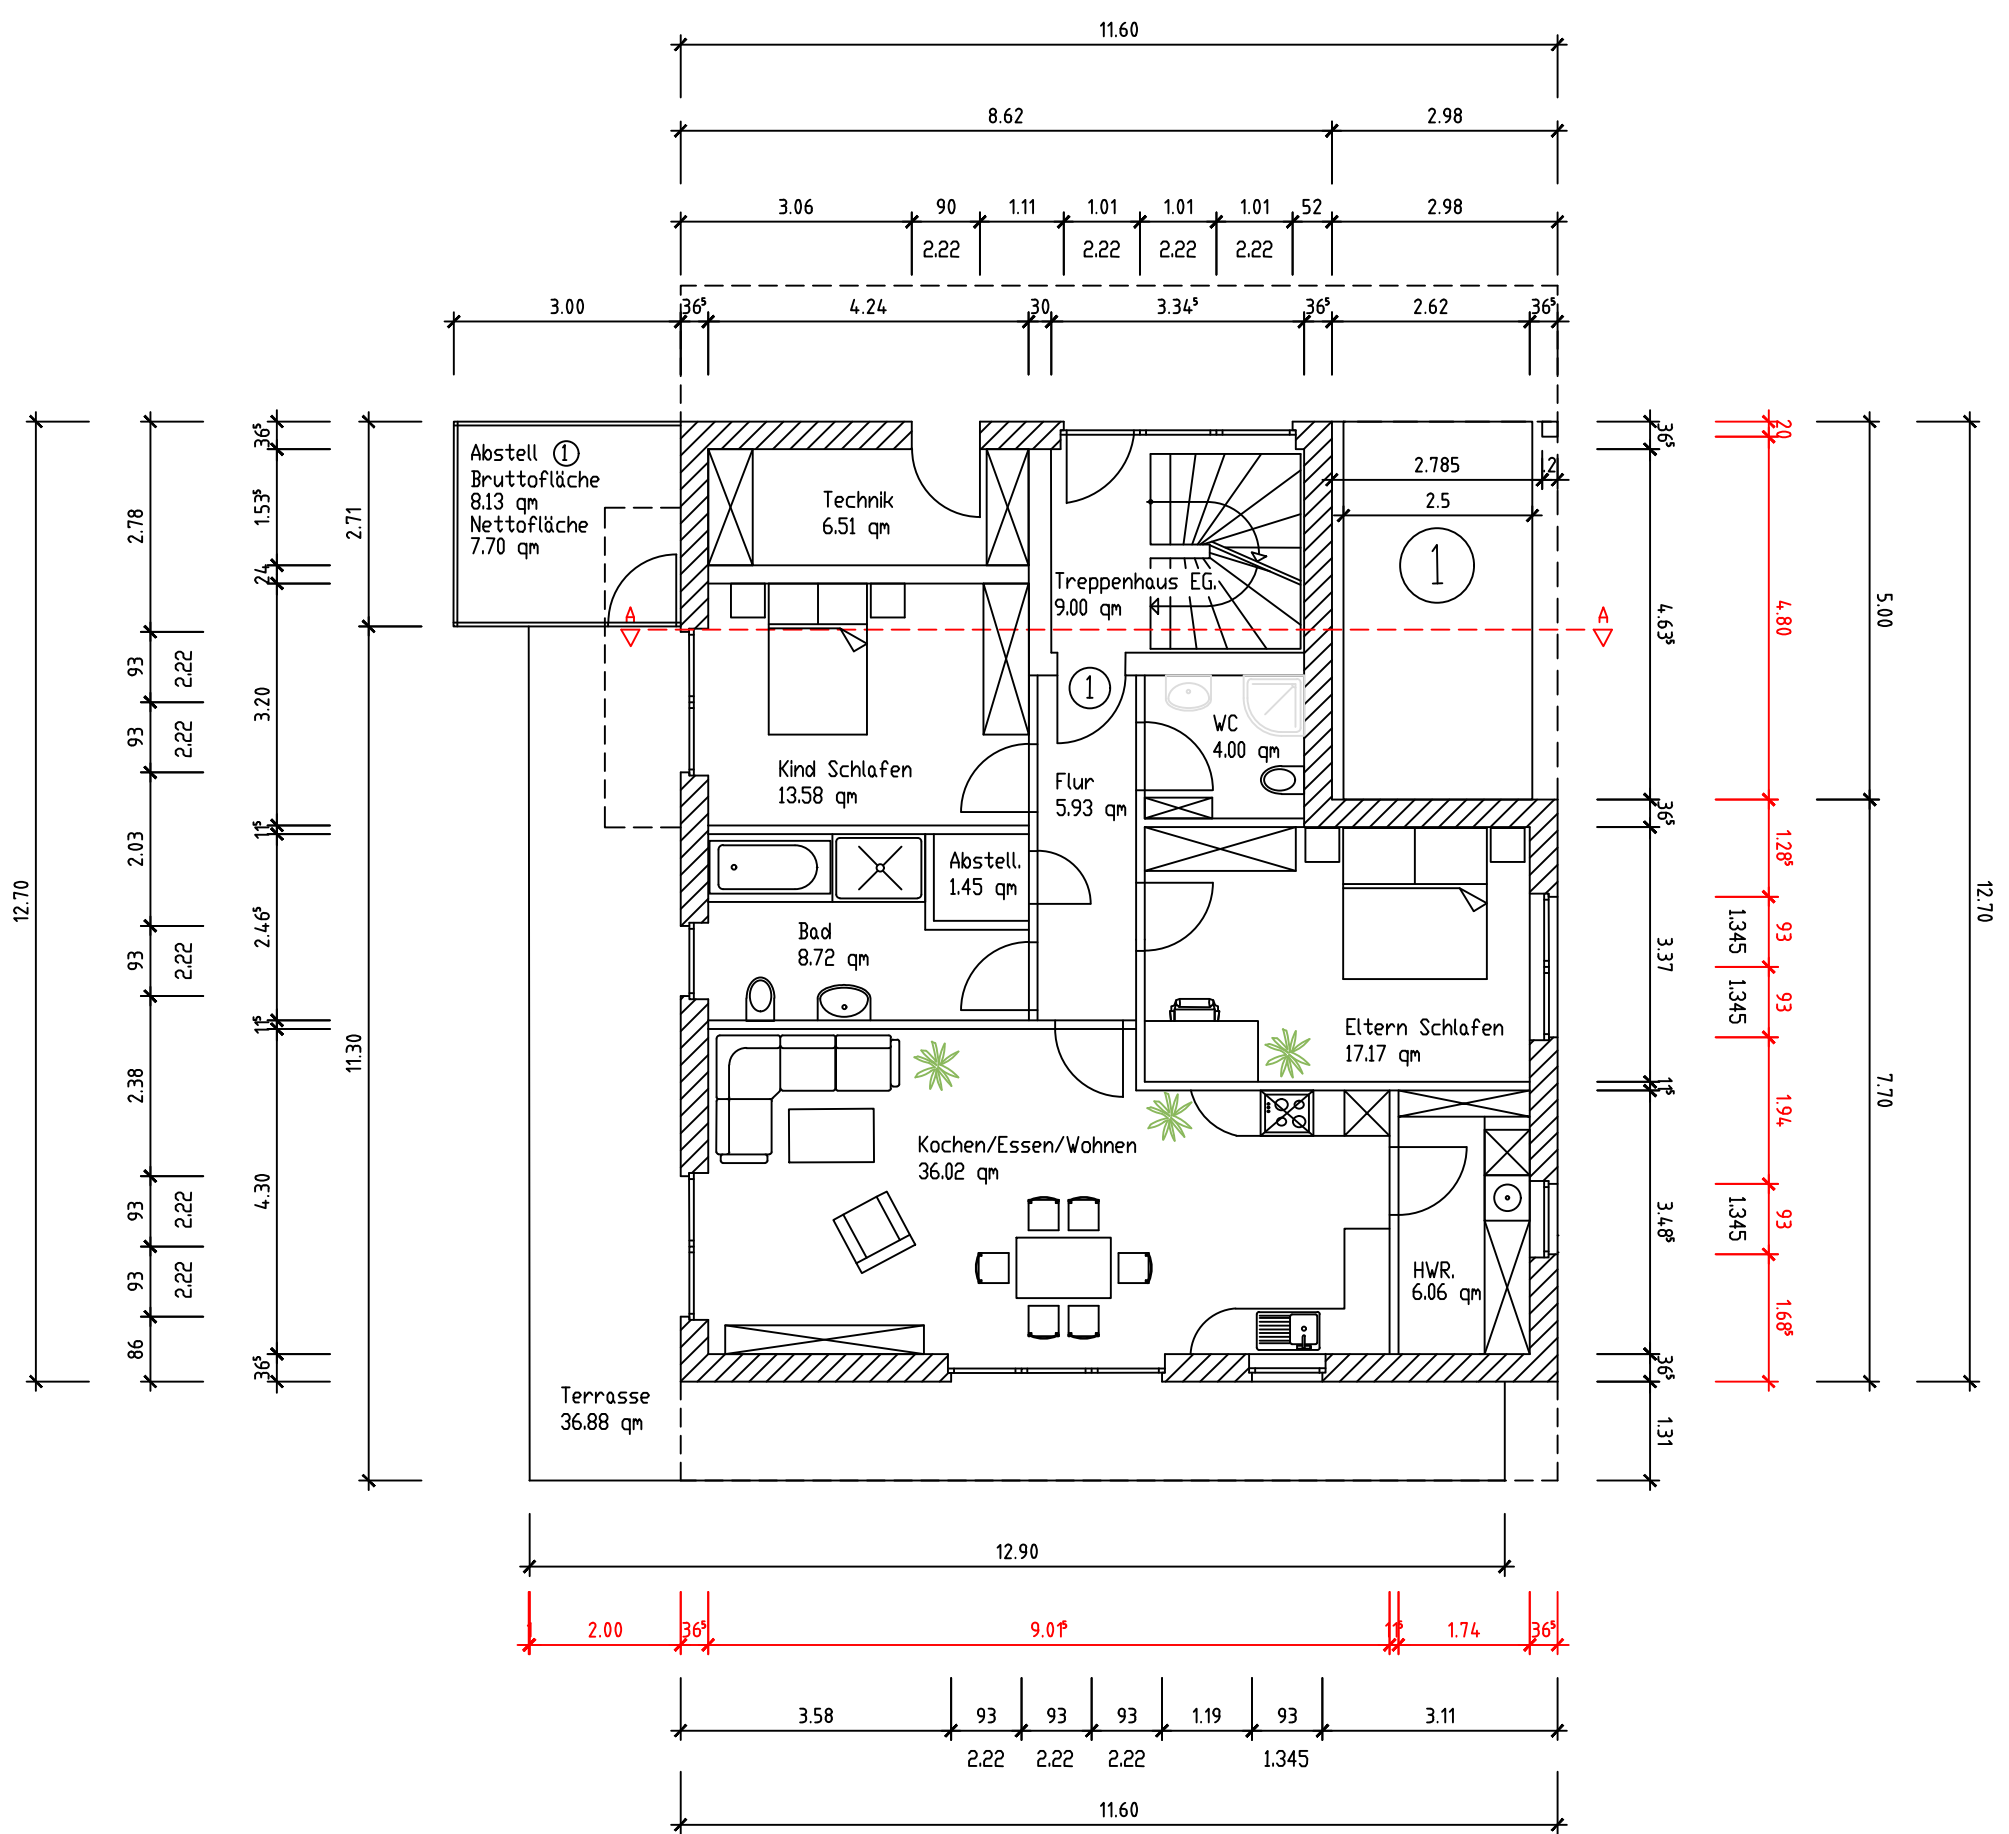 11.60
8.62 2.98
3.06 90 1.11 1.01 1.01 1.01 52 2.98
2.22 2.22 2.22 2.22
3.00 36⁵ 4.24 30 3.34⁵ 36⁵ 2.62 36⁵
Abstell 1
Bruttofläche
8.13 qm
Nettofläche
7.70 qm
Technik
6.51 qm
2.785 .2
2.5
1
Treppenhaus EG.
9.00 qm
A A
1
WC
4.00 qm
Kind Schlafen
13.58 qm
Flur
5.93 qm
Abstell.
1.45 qm
Bad
8.72 qm
Eltern Schlafen
17.17 qm
Kochen/Essen/Wohnen
36.02 qm
HWR.
6.06 qm
Terrasse
36.88 qm
12.70
2.78
93 2.22
93 2.22
2.03
93 2.22
2.38
93 2.22
93 2.22
86
36⁵
1.53⁵
24
3.20
11⁵
2.46⁵
11⁵
4.30
36⁵
2.71
11.30
36⁵
4.63⁵
36⁵
3.37
11⁵
3.48⁵
36⁵
1.31
20
4.80
1.28⁵
1.345 93
1.345 93
1.94
1.345 93
1.68⁵
5.00
7.70
12.70
12.90
2.00 36⁵ 9.01⁵ 11⁵ 1.74 36⁵
3.58 93 93 93 1.19 93 3.11
2.22 2.22 2.22 1.345
11.60